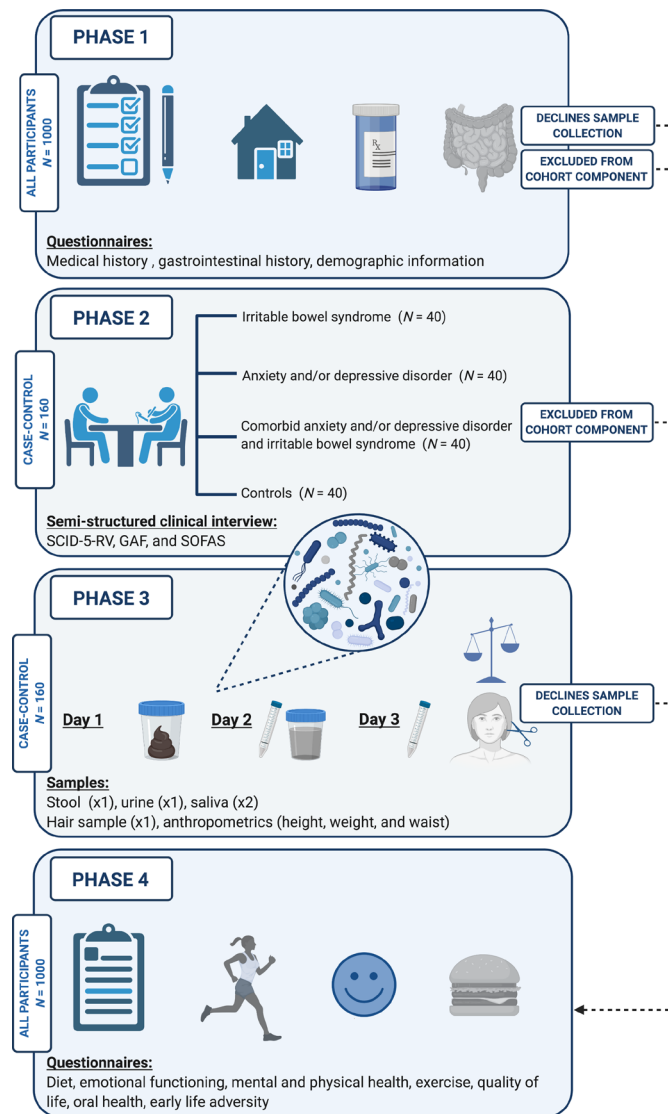 PHASE 1
ALL PARTICIPANTS
N = 1000
Rx
DECLINES SAMPLE
COLLECTION
EXCLUDED FROM
COHORT COMPONENT
Questionnaires:
Medical history , gastrointestinal history, demographic information
PHASE 2
CASE-CONTROL
N = 160
Irritable bowel syndrome (N = 40)
Anxiety and/or depressive disorder (N = 40)
Comorbid anxiety and/or depressive disorder
and irritable bowel syndrome (N = 40)
Controls (N = 40)
EXCLUDED FROM
COHORT COMPONENT
Semi-structured clinical interview:
SCID-5-RV, GAF, and SOFAS
PHASE 3
CASE-CONTROL
N = 160
Day 1
Day 2
Day 3
DECLINES SAMPLE
COLLECTION
Samples:
Stool (x1), urine (x1), saliva (x2)
Hair sample (x1), anthropometrics (height, weight, and waist)
PHASE 4
ALL PARTICIPANTS
N = 1000
Questionnaires:
Diet, emotional functioning, mental and physical health, exercise, quality of
life, oral health, early life adversity